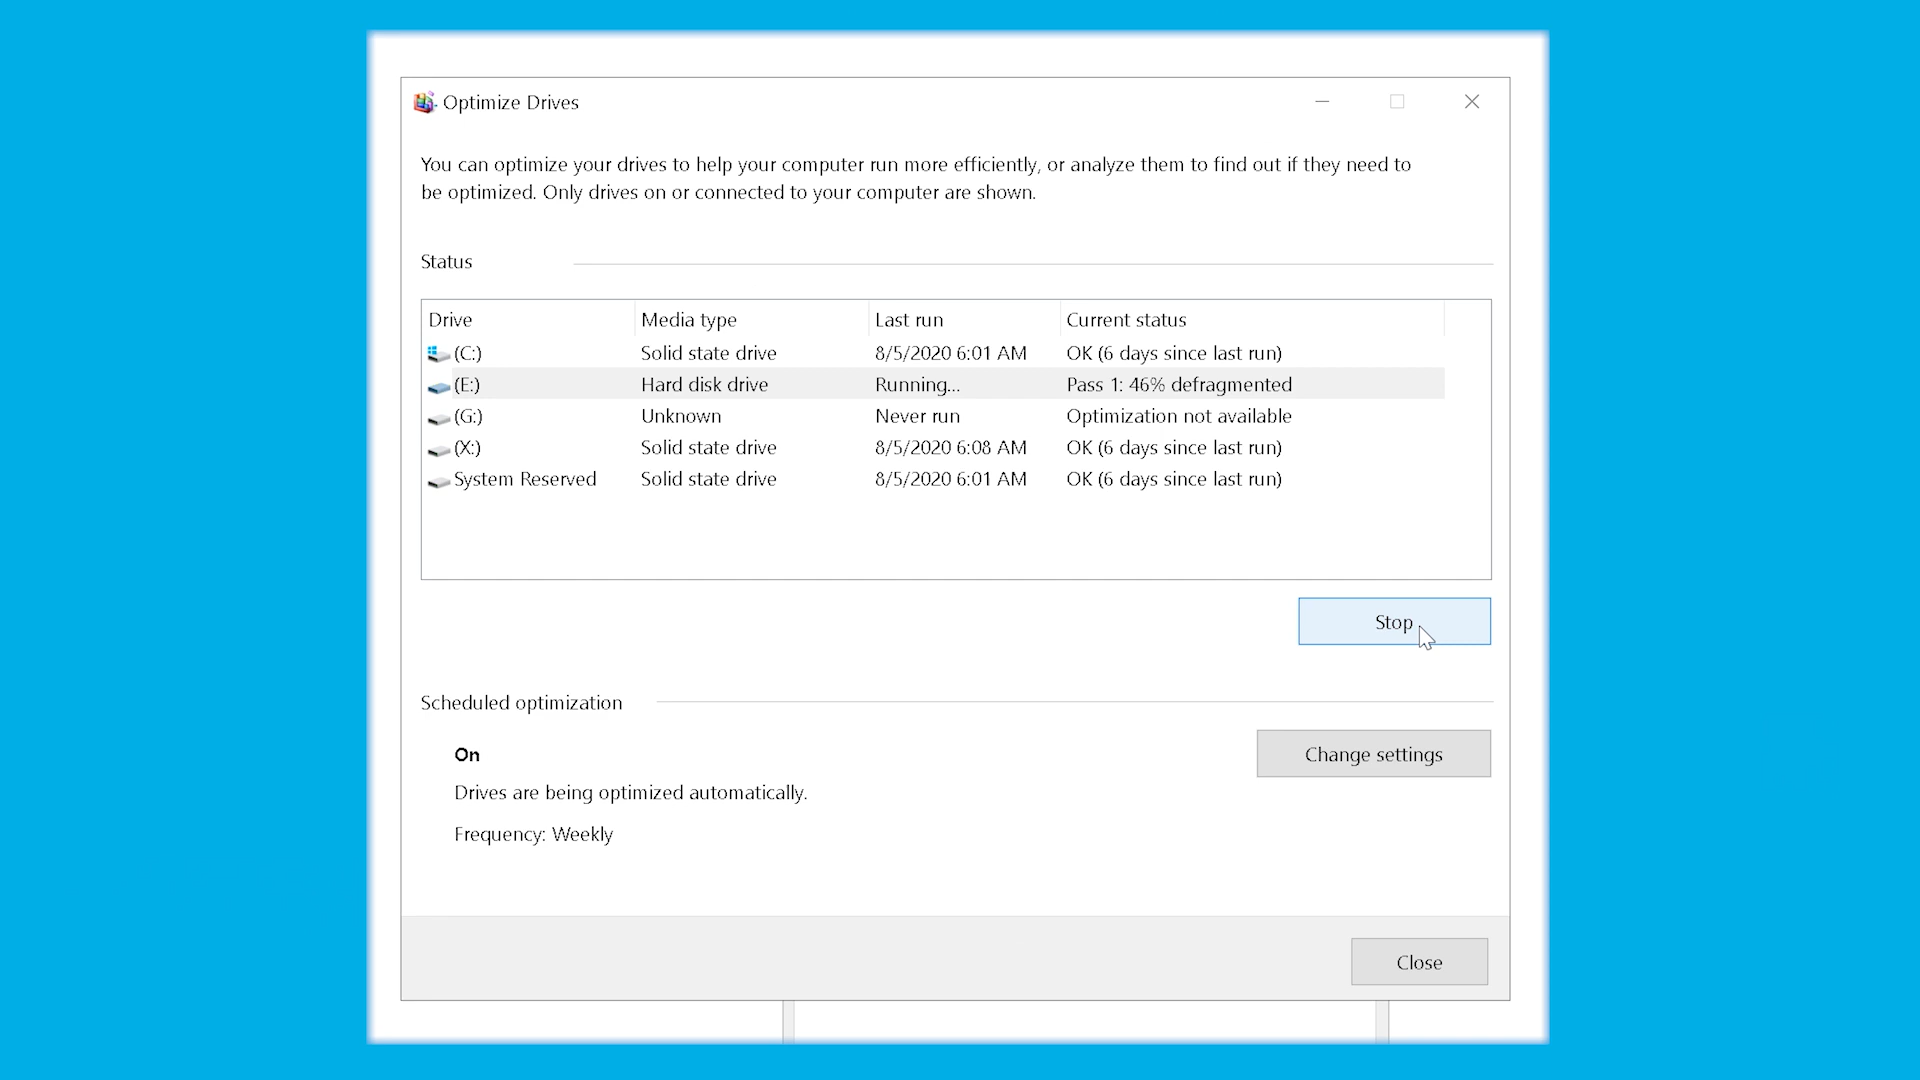 Optimize Drives
You can optimize your drives to help your computer run more efficiently, or analyze them to find out if they need to
be optimized. Only drives on or connected to your computer are shown.
Status
Drive Media type Last run Current status
(C:) Solid state drive 8/5/2020 6:01 AM OK (6 days since last run)
(E:) Hard disk drive Running... Pass 1: 46% defragmented
(G:) Unknown Never run Optimization not available
(X:) Solid state drive 8/5/2020 6:08 AM OK (6 days since last run)
System Reserved Solid state drive 8/5/2020 6:01 AM OK (6 days since last run)
Stop
Scheduled optimization
On
Change settings
Drives are being optimized automatically.
Frequency: Weekly
Close